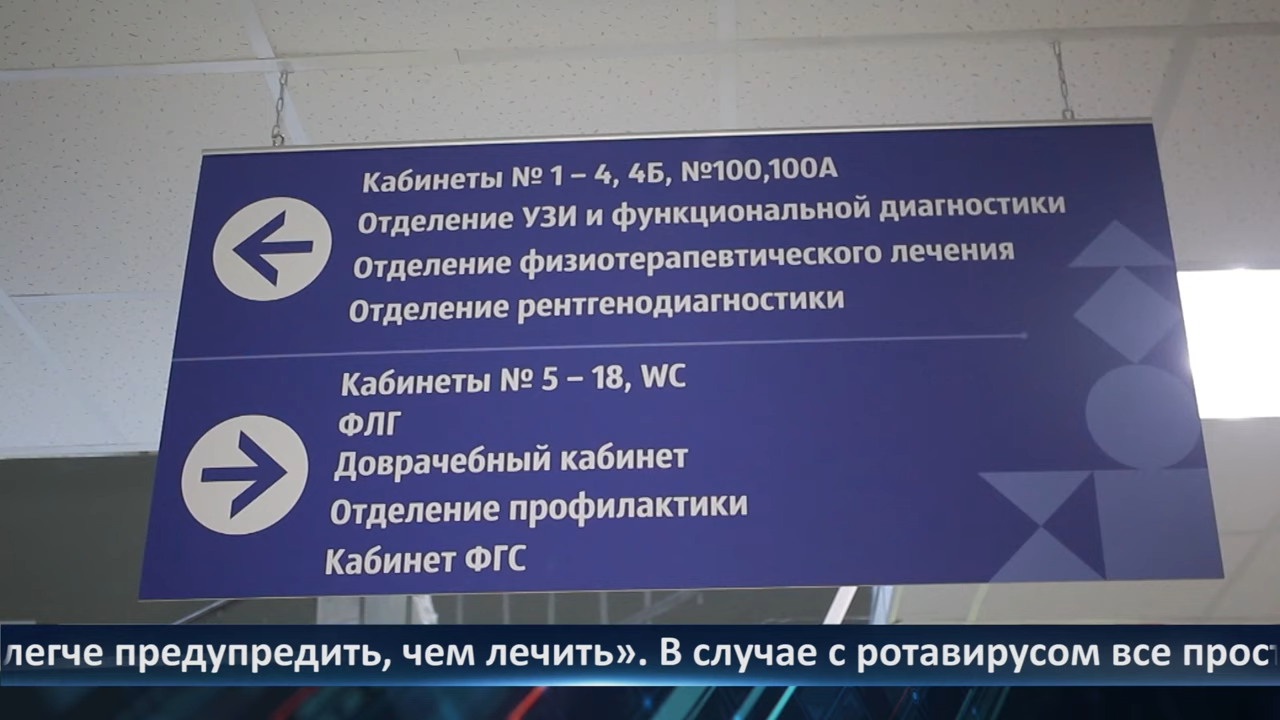 Кабинеты № 1 – 4, 4Б, №100,100А
Отделение УЗИ и функциональной диагностики
Отделение физиотерапевтического лечения
Отделение рентгенодиагностики
Кабинеты № 5 – 18, WC
ФЛГ
Доврачебный кабинет
Отделение профилактики
Кабинет ФГС
легче предупредить, чем лечить». В случае с ротавирусом все